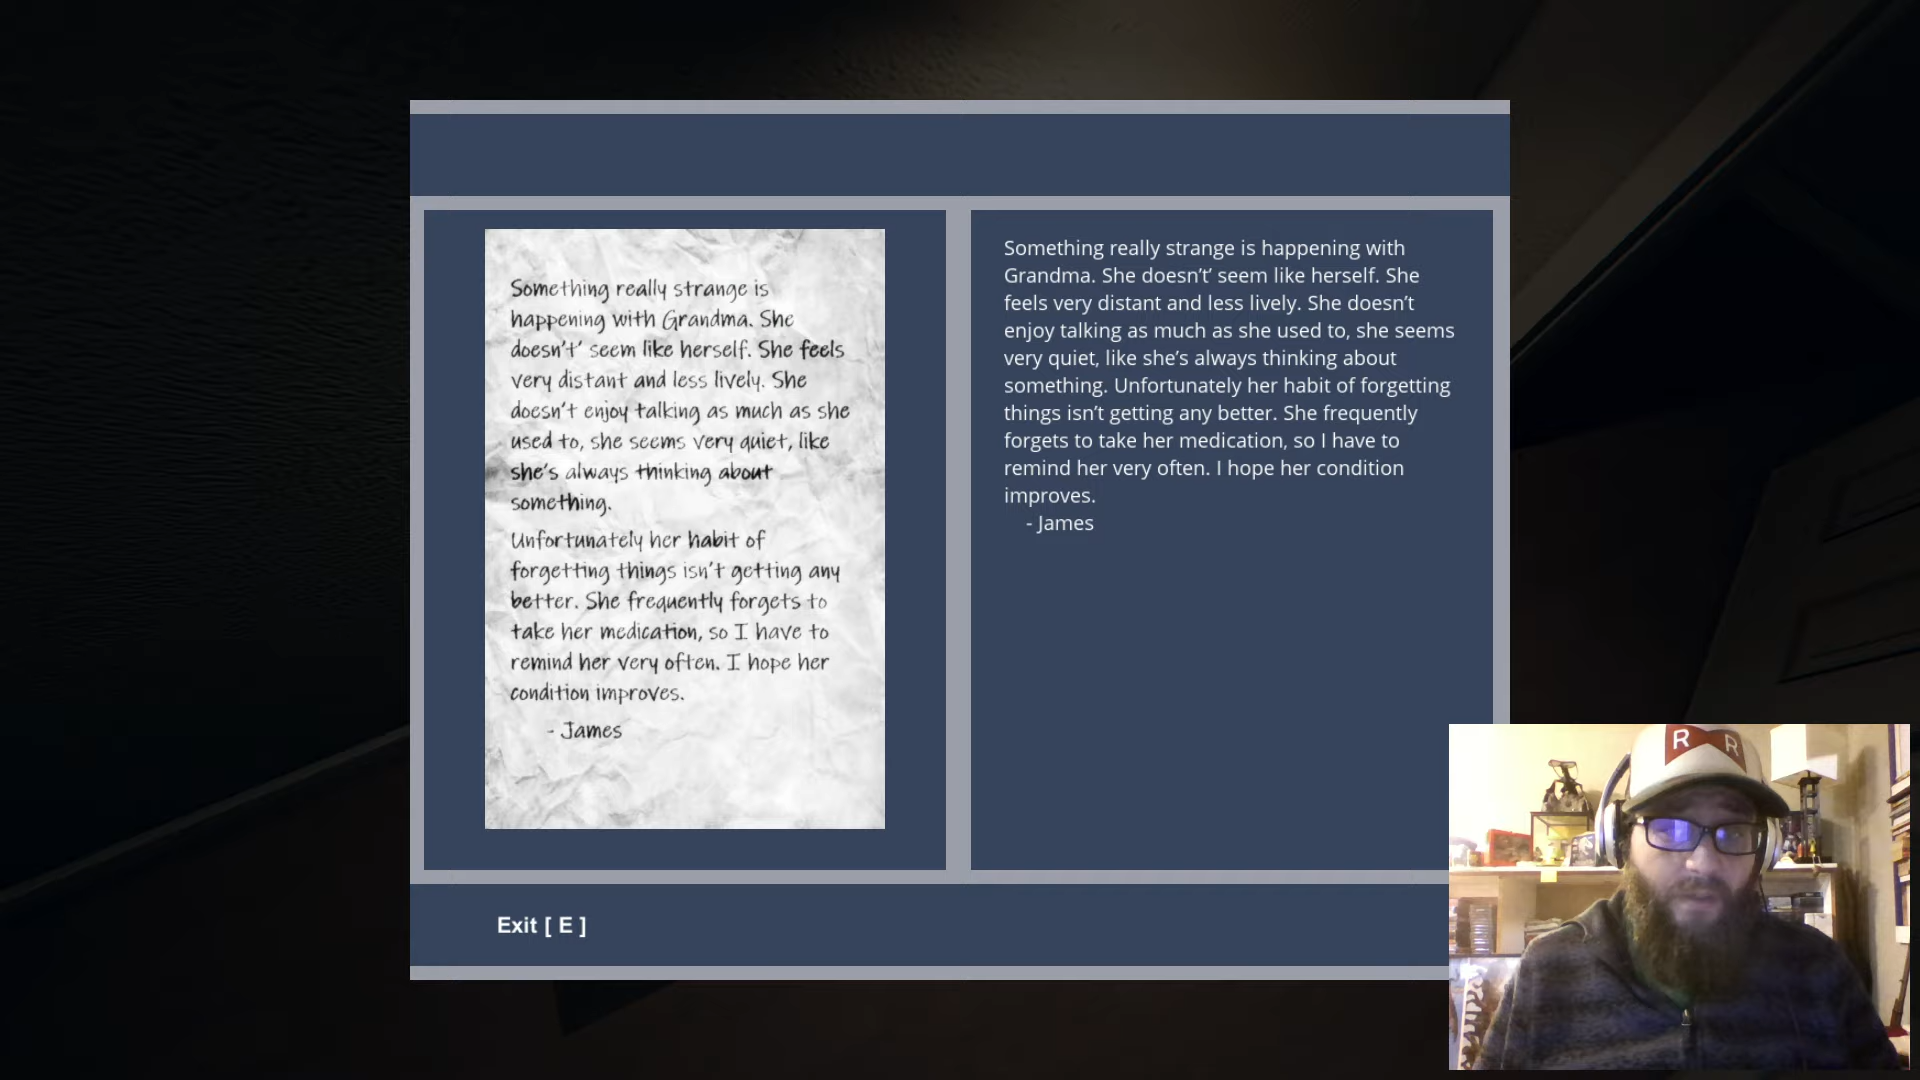 Something really strange is
happening with Grandma. She
doesn't' seem like herself. She feels
very distant and less lively. She
doesn't enjoy talking as much as she
used to, she seems very quiet, like
she's always thinking about
something.
Unfortunately her habit of
forgetting things isn't getting any
better. She frequently forgets to
take her medication, so I have to
remind her very often. I hope her
condition improves.
- James
Something really strange is happening with
Grandma. She doesn’t’ seem like herself. She
feels very distant and less lively. She doesn’t
enjoy talking as much as she used to, she seems
very quiet, like she’s always thinking about
something. Unfortunately her habit of forgetting
things isn’t getting any better. She frequently
forgets to take her medication, so I have to
remind her very often. I hope her condition
improves.
- James
Exit [ E ]
R R